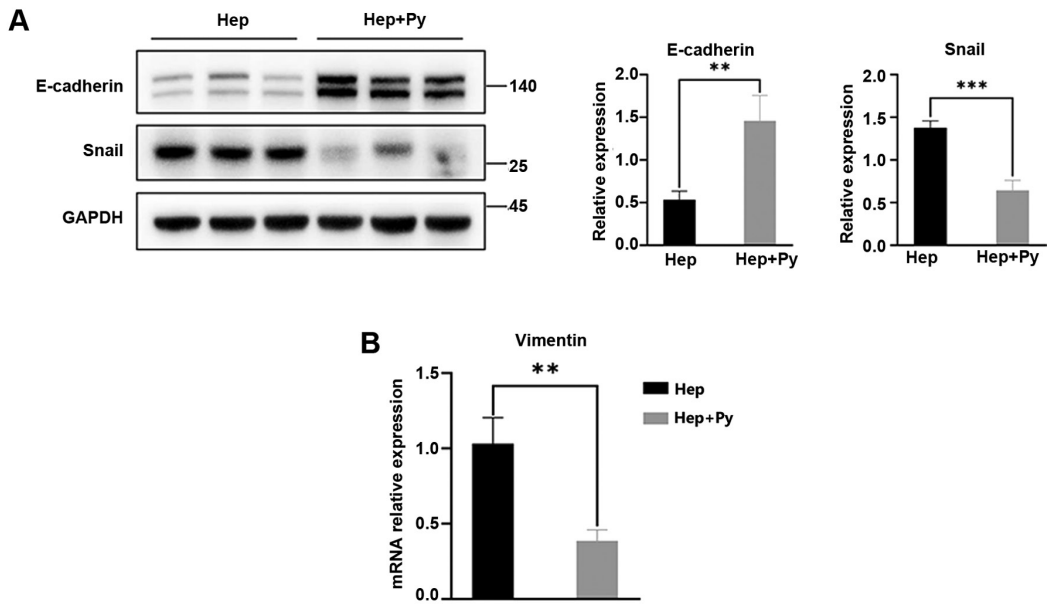 A
Hep
Hep+Py
E-cadherin
140
Snail
25
GAPDH
45
E-cadherin
Relative expression
2.0
1.5
1.0
0.5
0.0
**
Hep
Hep+Py
Snail
Relative expression
2.0
1.5
1.0
0.5
0.0
***
Hep
Hep+Py
B
Vimentin
mRNA relative expression
1.5
1.0
0.5
0.0
**
Hep
Hep+Py